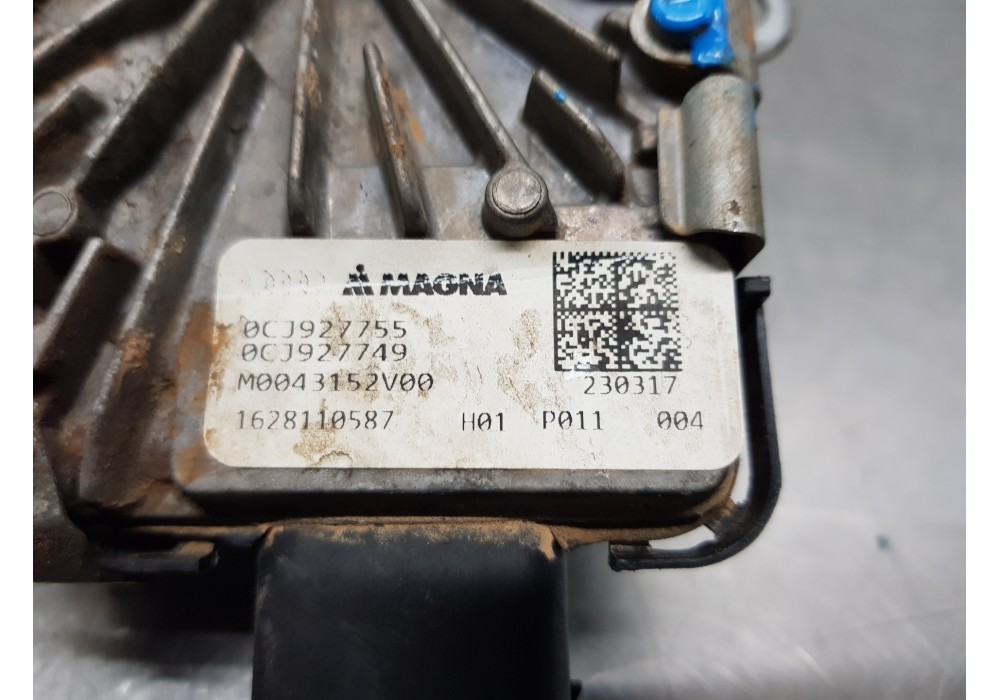 MAGNA
0CJ927755
0CJ927749
M0043152V00 230317
1628110587 H01 P011 004